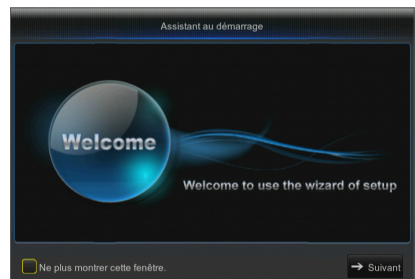 Assistant au démarrage
Welcome
Welcome to use the wizard of setup
Ne plus montrer cette fenêtre.
Suivant